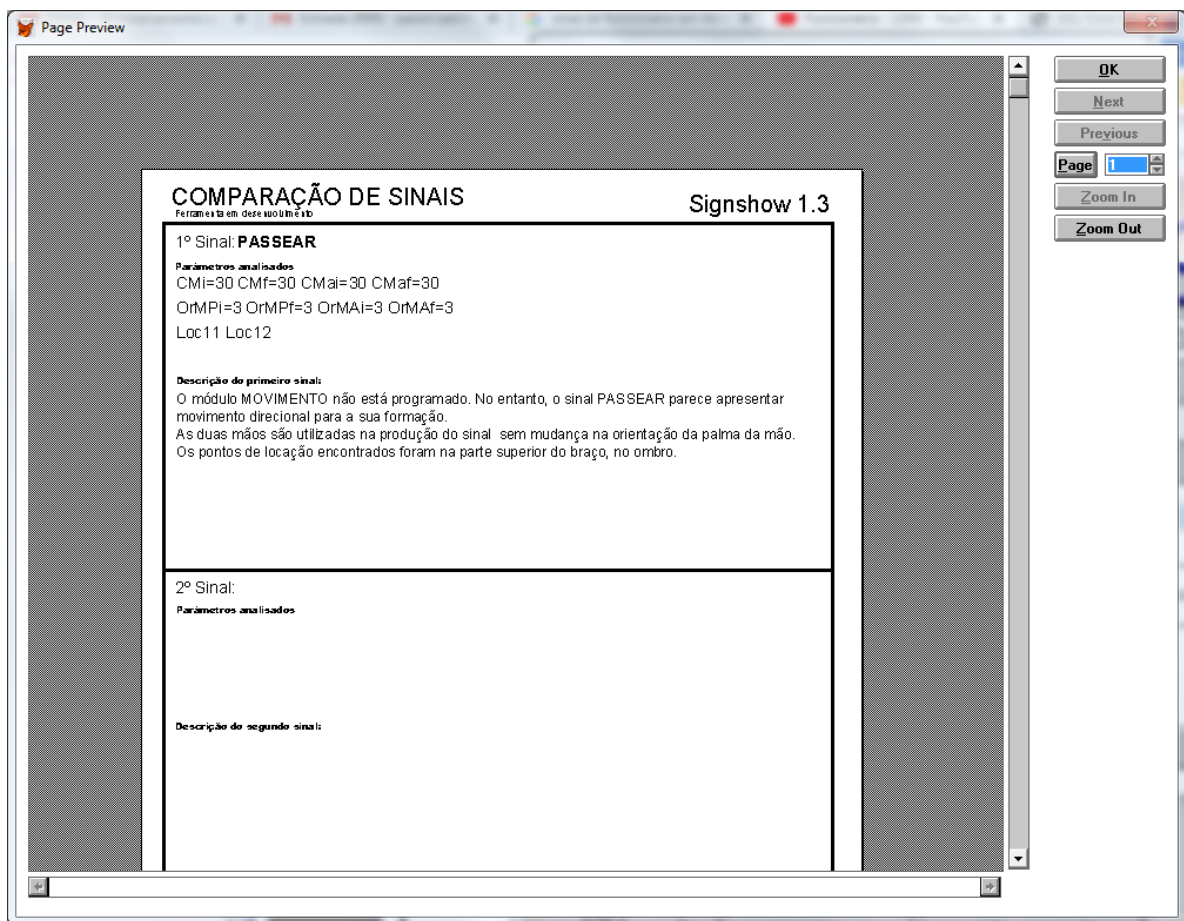 Page Preview
OK
Next
Previous
Page 1
Zoom In
Zoom Out
COMPARAÇÃO DE SINAIS
Ferramenta em desenvolvimento
Signshow 1.3
1º Sinal: PASSEAR
Parámetros analisados
CMi=30 CMf=30 CMai=30 CMaf=30
OrMPi=3 OrMPf=3 OrMAi=3 OrMAf=3
Loc11 Loc12
Descrição do primeiro sinal:
O módulo MOVIMENTO não está programado. No entanto, o sinal PASSEAR parece apresentar
movimento direcional para a sua formação.
As duas mãos são utilizadas na produção do sinal sem mudança na orientação da palma da mão.
Os pontos de locação encontrados foram na parte superior do braço, no ombro.
2º Sinal:
Parámetros analisados
Descrição do segundo sinal: